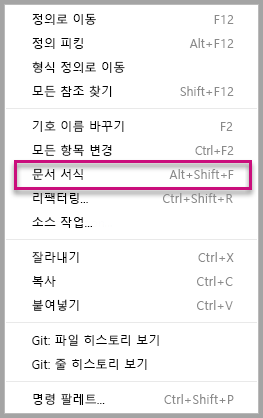 정의로 이동 F12
정의 피킹 Alt+F12
형식 정의로 이동
모든 참조 찾기 Shift+F12
기호 이름 바꾸기 F2
모든 항목 변경 Ctrl+F2
문서 서식 Alt+Shift+F
리팩터링... Ctrl+Shift+R
소스 작업...
잘라내기 Ctrl+X
복사 Ctrl+C
붙여넣기 Ctrl+V
Git: 파일 히스토리 보기
Git: 줄 히스토리 보기
명령 팔레트... Ctrl+Shift+P